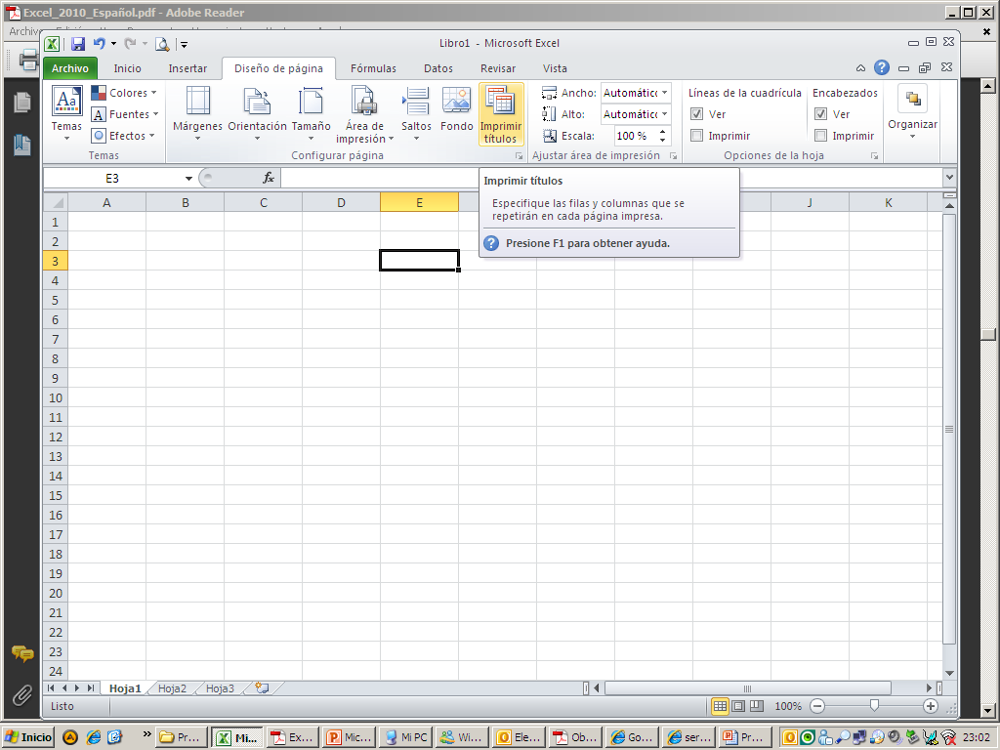 Excel_2010_Español.pdf - Adobe Reader
Libro1 - Microsoft Excel
Archivo Inicio Insertar Diseño de página Fórmulas Datos Revisar Vista
Temas
Colores
Fuentes
Efectos
Temas
Márgenes Orientación Tamaño Área de impresión Saltos Fondo Imprimir títulos
Configurar página
Ancho: Automátic
Alto: Automátic
Escala: 100 %
Ajustar área de impresión
Líneas de la cuadrícula
Ver
Imprimir
Encabezados
Ver
Imprimir
Opciones de la hoja
Organizar
E3 fx
Imprimir títulos
Especifique las filas y columnas que se
repetirán en cada página impresa.
Presione F1 para obtener ayuda.
A B C D E J K
1
2
3
4
5
6
7
8
9
10
11
12
13
14
15
16
17
18
19
20
21
22
23
24
Hoja1 Hoja2 Hoja3
Listo 100%
Inicio Pr... Mi... Ex... Mic... Mi PC Wi... Ele... Ob... Go... ser... Pr... 23:02